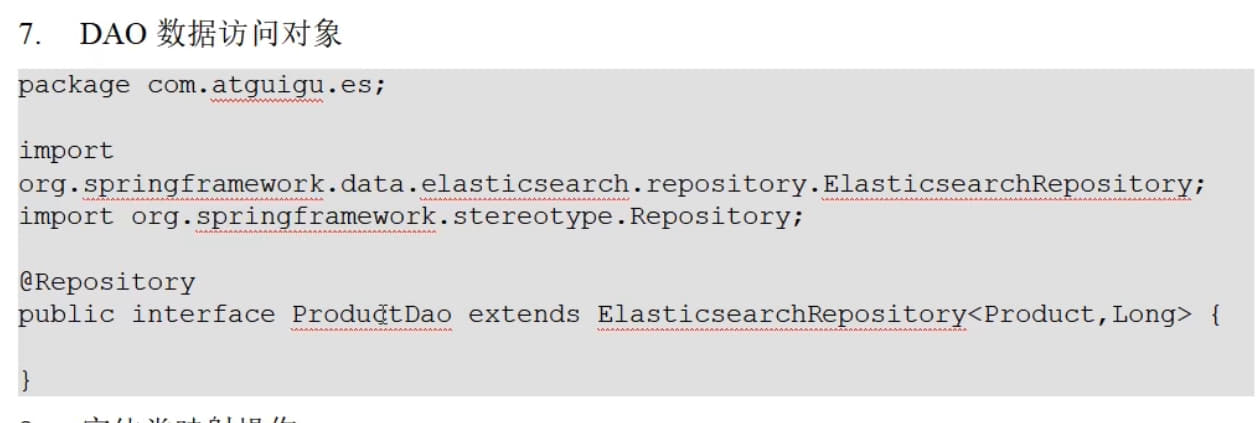 7. DAO 数据访问对象
package com.atguigu.es;
import
org.springframework.data.elasticsearch.repository.ElasticsearchRepository;
import org.springframework.stereotype.Repository;
@Repository
public interface ProductDao extends ElasticsearchRepository<Product,Long> {
}